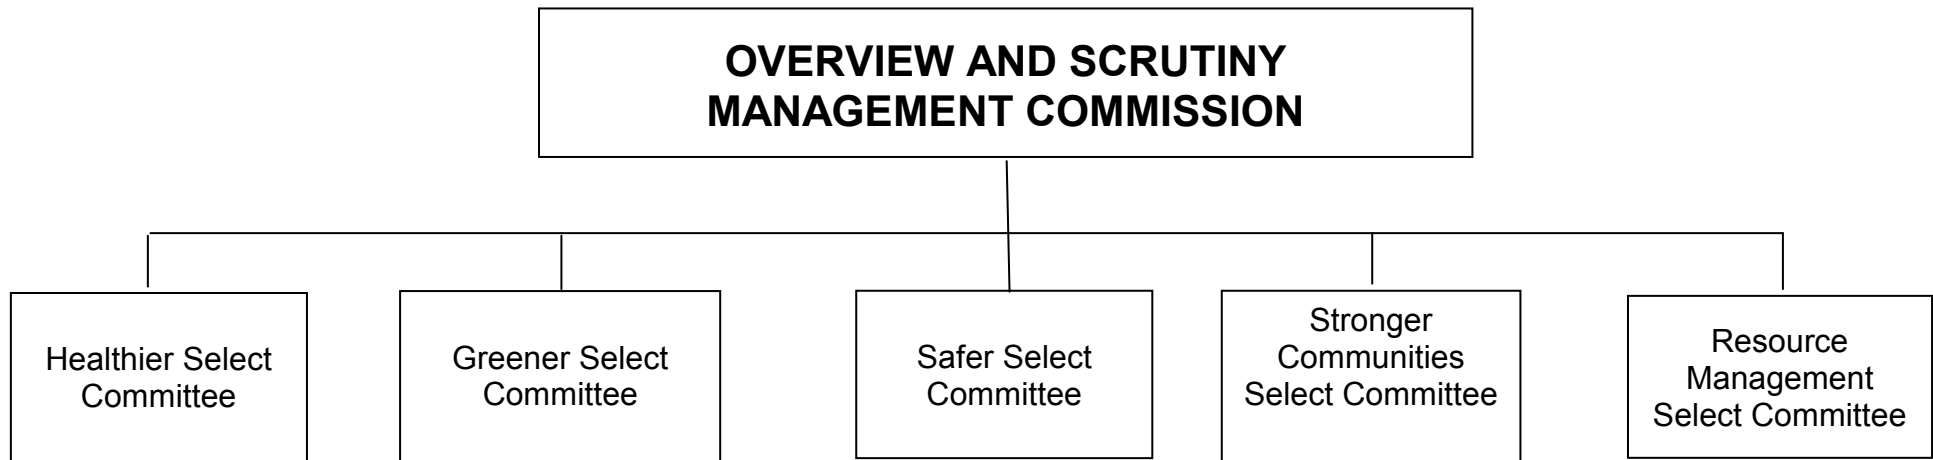 OVERVIEW AND SCRUTINY
MANAGEMENT COMMISSION
Healthier Select
Committee
Greener Select
Committee
Safer Select
Committee
Stronger
Communities
Select Committee
Resource
Management
Select Committee